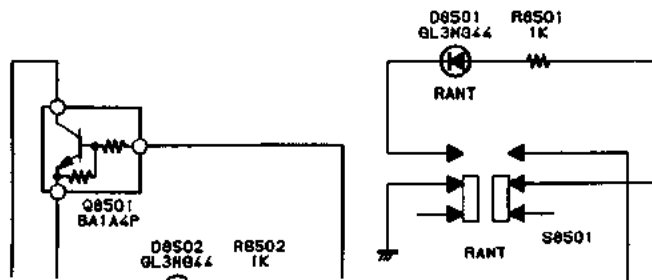 D8501 R8501
GL3HG44 1K
RANT
Q8501
BA1A4P
D8502 R8502
GL3HG44 1K
RANT
S8501